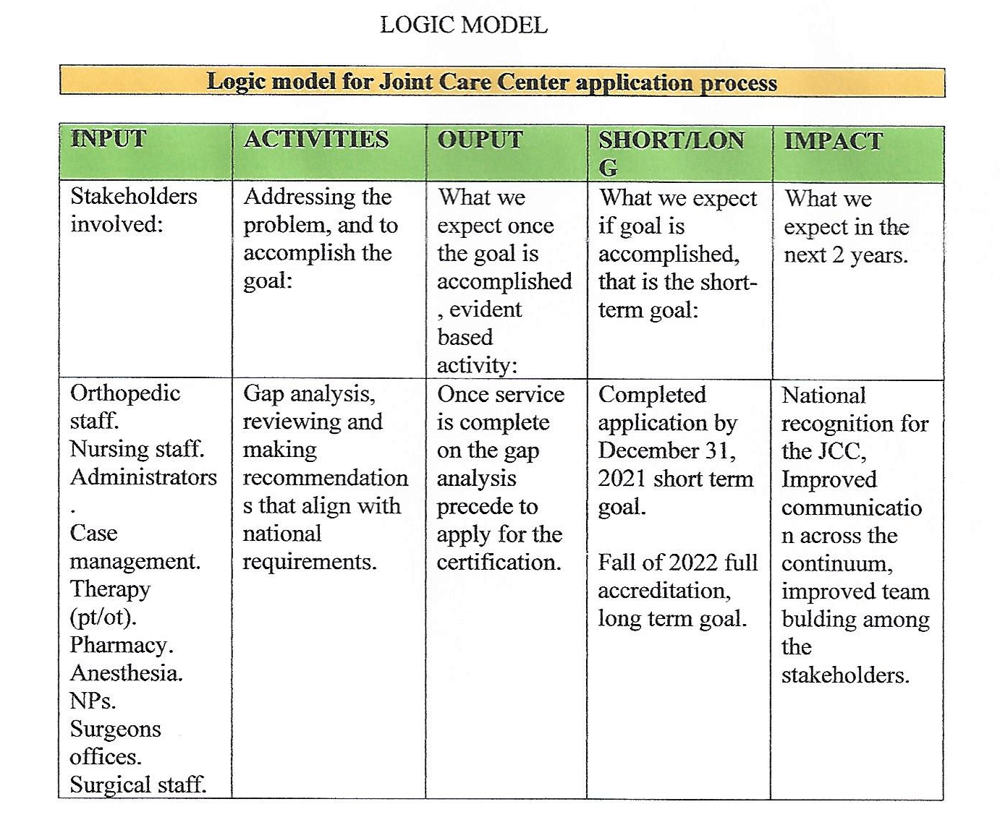 LOGIC MODEL
Logic model for Joint Care Center application process
INPUT
ACTIVITIES
OUPUT
SHORT/LON
G
IMPACT
Stakeholders
involved:
Addressing the
problem, and to
accomplish the
goal:
What we
expect once
the goal is
accomplished
, evident
based
activity:
What we expect
if goal is
accomplished,
that is the short-
term goal:
What we
expect in the
next 2 years.
Orthopedic
staff.
Nursing staff.
Administrators
.
Case
management.
Therapy
(pt/ot).
Pharmacy.
Anesthesia.
NPs.
Surgeons
offices.
Surgical staff.
Gap analysis,
reviewing and
making
recommendation
s that align with
national
requirements.
Once service
is complete
on the gap
analysis
precede to
apply for the
certification.
Completed
application by
December 31,
2021 short term
goal.
Fall of 2022 full
accreditation,
long term goal.
National
recognition for
the JCC,
Improved
communicatio
n across the
continuum,
improved team
bulding among
the
stakeholders.